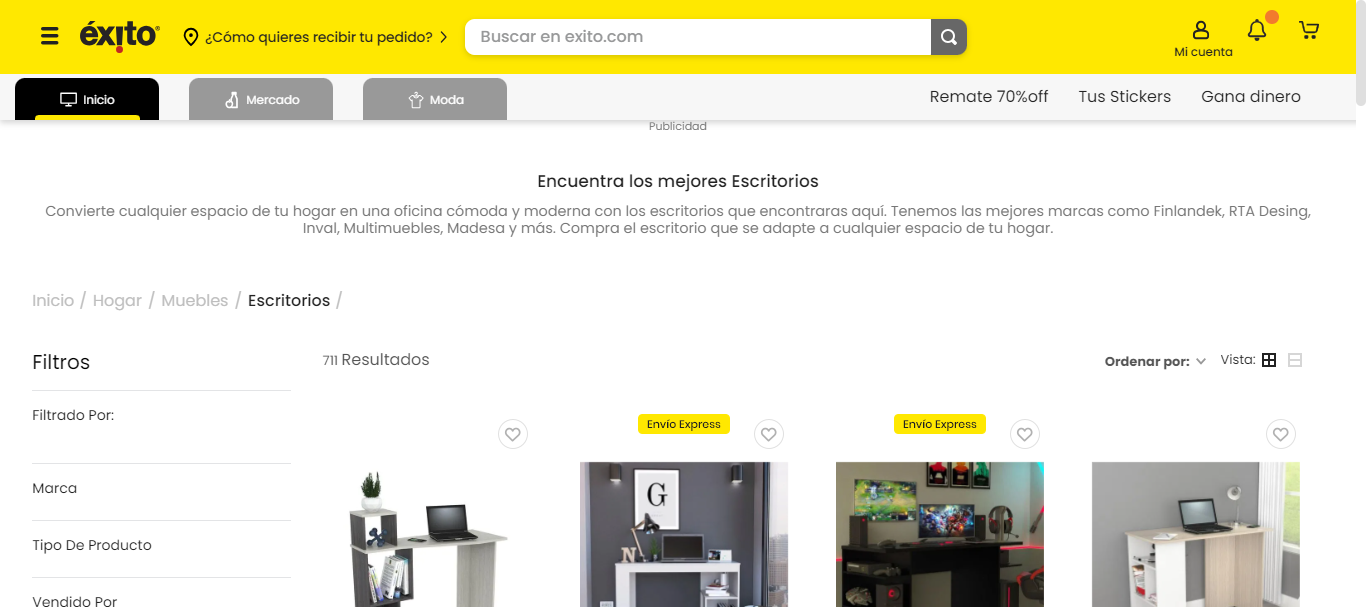 éxito
¿Cómo quieres recibir tu pedido?
Buscar en exito.com
Mi cuenta
Inicio
Mercado
Moda
Remate 70%off
Tus Stickers
Gana dinero
Publicidad
Encuentra los mejores Escritorios
Convierte cualquier espacio de tu hogar en una oficina cómoda y moderna con los escritorios que encontraras aquí. Tenemos las mejores marcas como Finlandek, RTA Desing,
Inval, Multimuebles, Madesa y más. Compra el escritorio que se adapte a cualquier espacio de tu hogar.
Inicio / Hogar / Muebles / Escritorios /
Filtros
711 Resultados
Ordenar por:
Vista:
Filtrado Por:
Envío Express
Envío Express
Marca
Tipo De Producto
Vendido Por
G
N